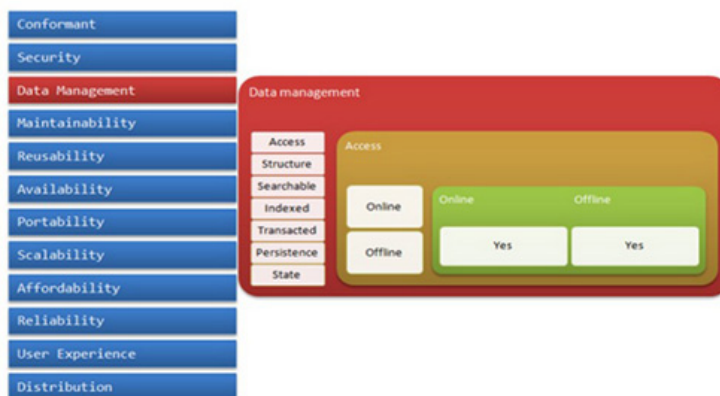 Conformant
Security
Data Management
Maintainability
Reusability
Availability
Portability
Scalability
Affordability
Reliability
User Experience
Distribution
Data management
Access
Structure
Searchable
Indexed
Transacted
Persistence
State
Access
Online
Offline
Online Offline
Yes Yes